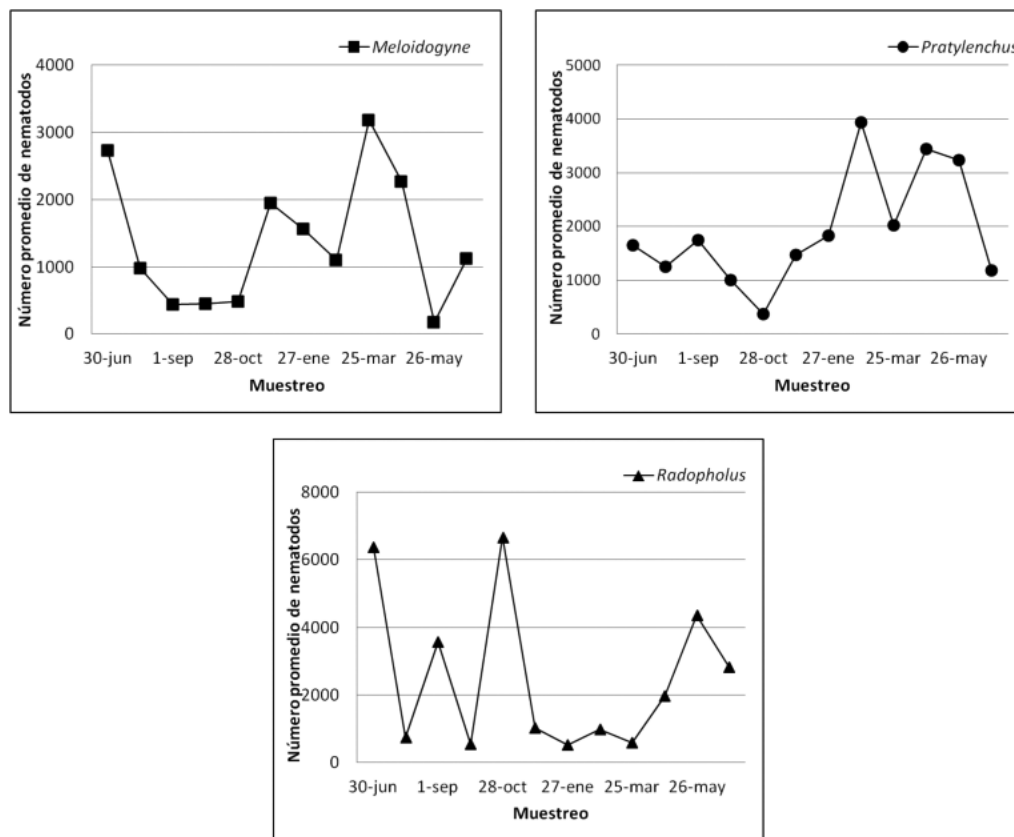 Meloidogyne
4000
3000
2000
1000
0
Número promedio de nematodos
30-jun 1-sep 28-oct 27-ene 25-mar 26-may
Muestreo
Pratylenchus
5000
4000
3000
2000
1000
0
Número promedio de nematodos
30-jun 1-sep 28-oct 27-ene 25-mar 26-may
Muestreo
Radopholus
8000
6000
4000
2000
0
Número promedio de nematodos
30-jun 1-sep 28-oct 27-ene 25-mar 26-may
Muestreo